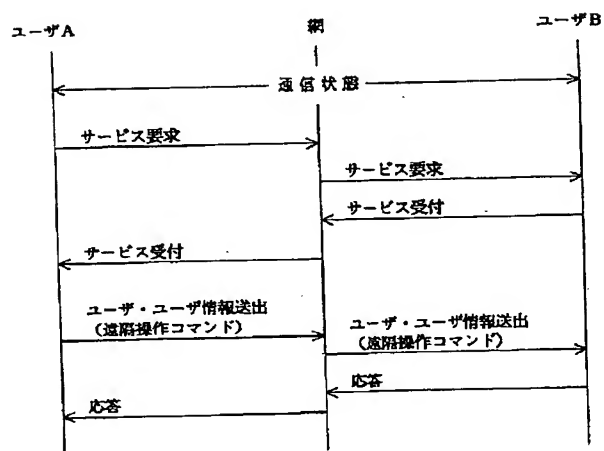 ユーザA
網
ユーザB
通信状態
サービス要求
サービス要求
サービス受付
サービス受付
ユーザ・ユーザ情報送出
(遠隔操作コマンド)
ユーザ・ユーザ情報送出
(遠隔操作コマンド)
応答
応答